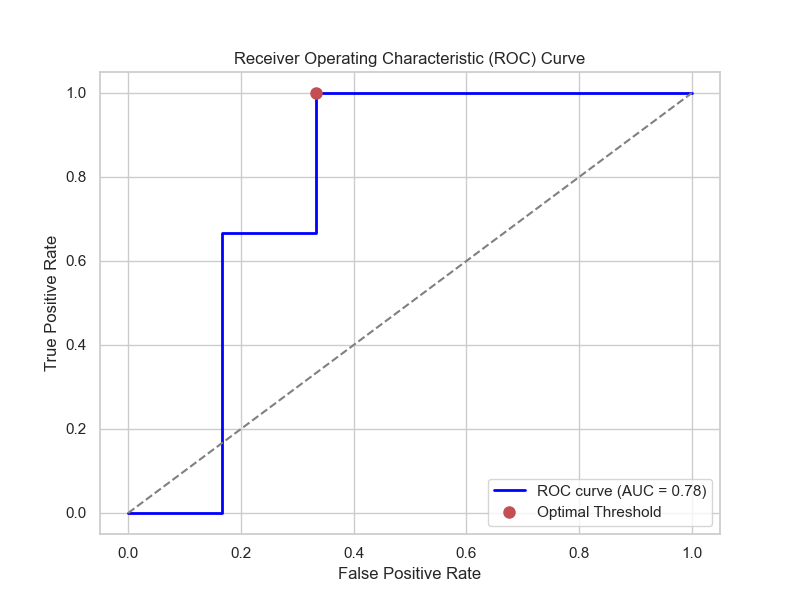 Receiver Operating Characteristic (ROC) Curve
1.0
0.8
0.6
0.4
0.2
0.0
True Positive Rate
0.0 0.2 0.4 0.6 0.8 1.0
False Positive Rate
ROC curve (AUC = 0.78)
Optimal Threshold